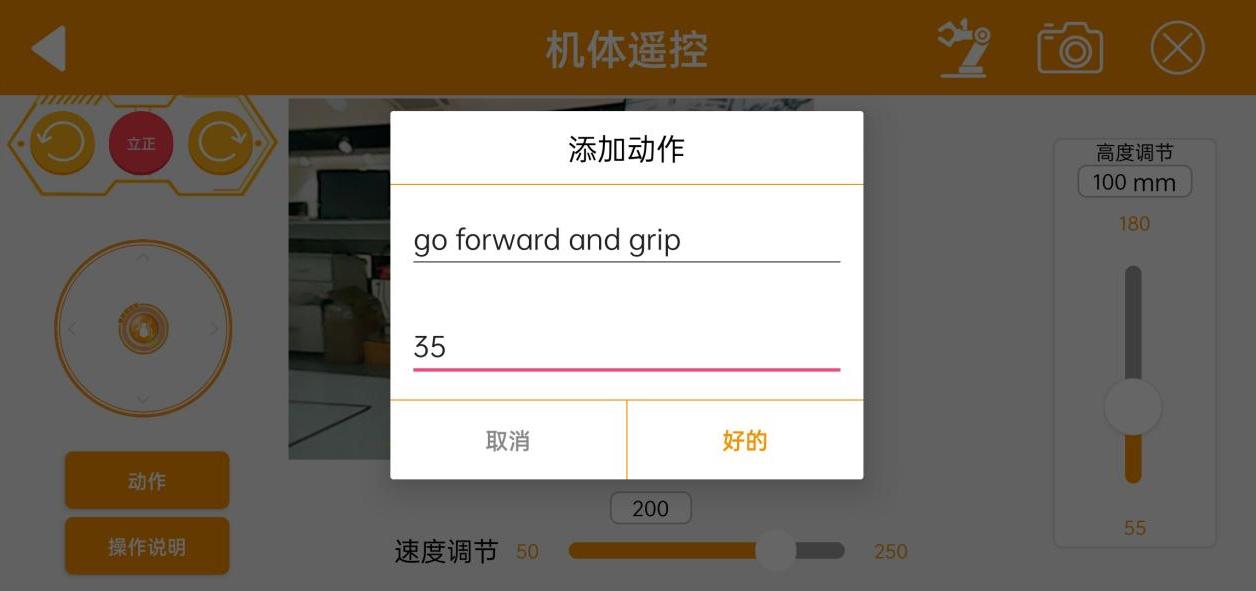 机体遥控
立正
添加动作
go forward and grip
35
取消
好的
高度调节
100 mm
180
55
动作
操作说明
200
速度调节
50
250